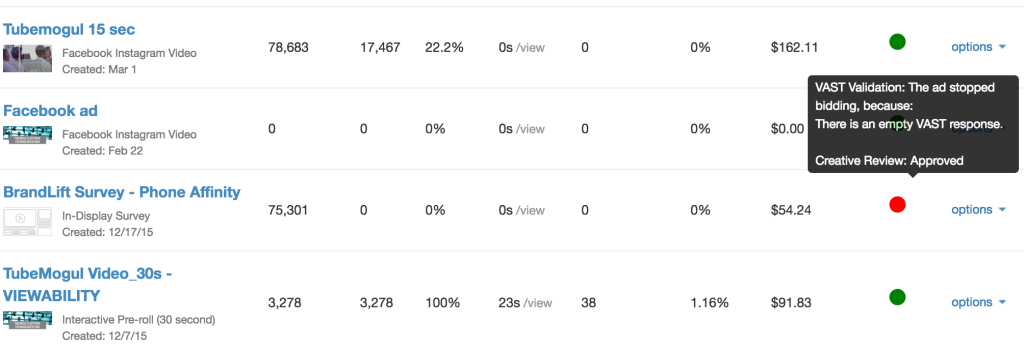 Tubemogul 15 sec
Facebook Instagram Video
Created: Mar 1
78,683 17,467 22.2% 0s /view 0 0% $162.11 options
VAST Validation: The ad stopped
bidding, because:
There is an empty VAST response.
Creative Review: Approved
Facebook ad
Facebook Instagram Video
Created: Feb 22
0 0 0% 0s /view 0 0% $0.00 options
BrandLift Survey - Phone Affinity
In-Display Survey
Created: 12/17/15
75,301 0 0% 0s /view 0 0% $54.24 options
TubeMogul Video_30s -
VIEWABILITY
Interactive Pre-roll (30 second)
Created: 12/7/15
3,278 3,278 100% 23s /view 38 1.16% $91.83 options